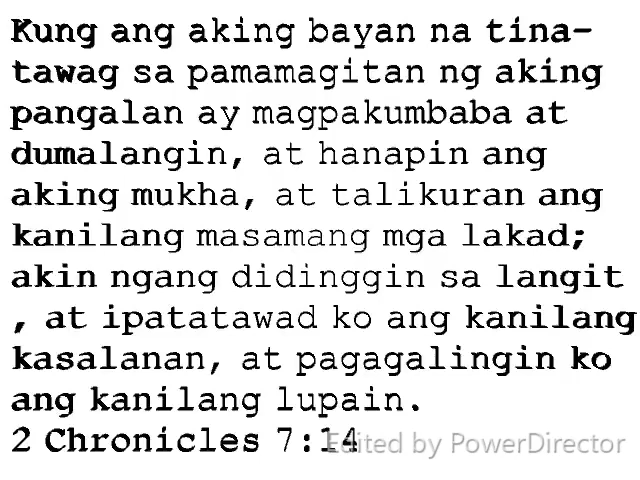 Kung ang aking bayan na tina-
tawag sa pamamagitan ng aking
pangalan ay magpakumbaba at
dumalangin, at hanapin ang
aking mukha, at talikuran ang
kanilang masamang mga lakad;
akin ngang didinggin sa langit
, at ipatatawad ko ang kanilang
kasalanan, at pagagalingin ko
ang kanilang lupain.
2 Chronicles 7:14
Edited by PowerDirector